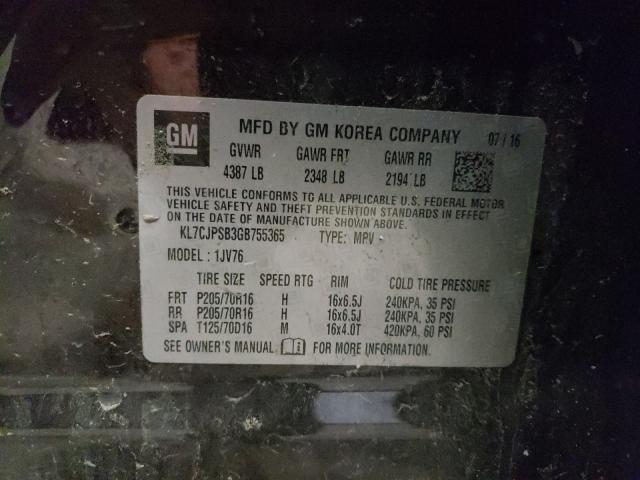 GM MFD BY GM KOREA COMPANY 07 / 16
GVWR GAWR FRT GAWR RR
4387 LB 2348 LB 2194 LB
THIS VEHICLE CONFORMS TO ALL APPLICABLE U.S. FEDERAL MOTOR
VEHICLE SAFETY AND THEFT PREVENTION STANDARDS IN EFFECT
ON THE DATE OF MANUFACTURE SHOWN ABOVE.
KL7CJPSB3GB755365 TYPE: MPV
MODEL : 1JV76
TIRE SIZE SPEED RTG RIM COLD TIRE PRESSURE
FRT P205/70R16 H 16x6.5J 240KPA, 35 PSI
RR P205/70R16 H 16x6.5J 240KPA, 35 PSI
SPA T125/70D16 M 16x4.0T 420KPA, 60 PSI
SEE OWNER'S MANUAL FOR MORE INFORMATION.